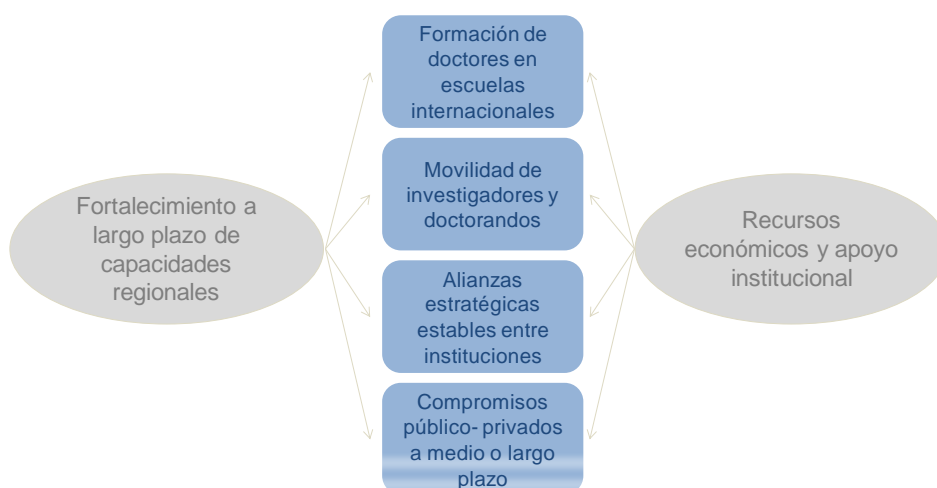 Formación de
doctores en
escuelas
internacionales
Movilidad de
investigadores y
doctorandos
Fortalecimiento a
largo plazo de
capacidades
regionales
Recursos
económicos y apoyo
institucional
Alianzas
estratégicas
estables entre
instituciones
Compromisos
público- privados
a medio o largo
plazo